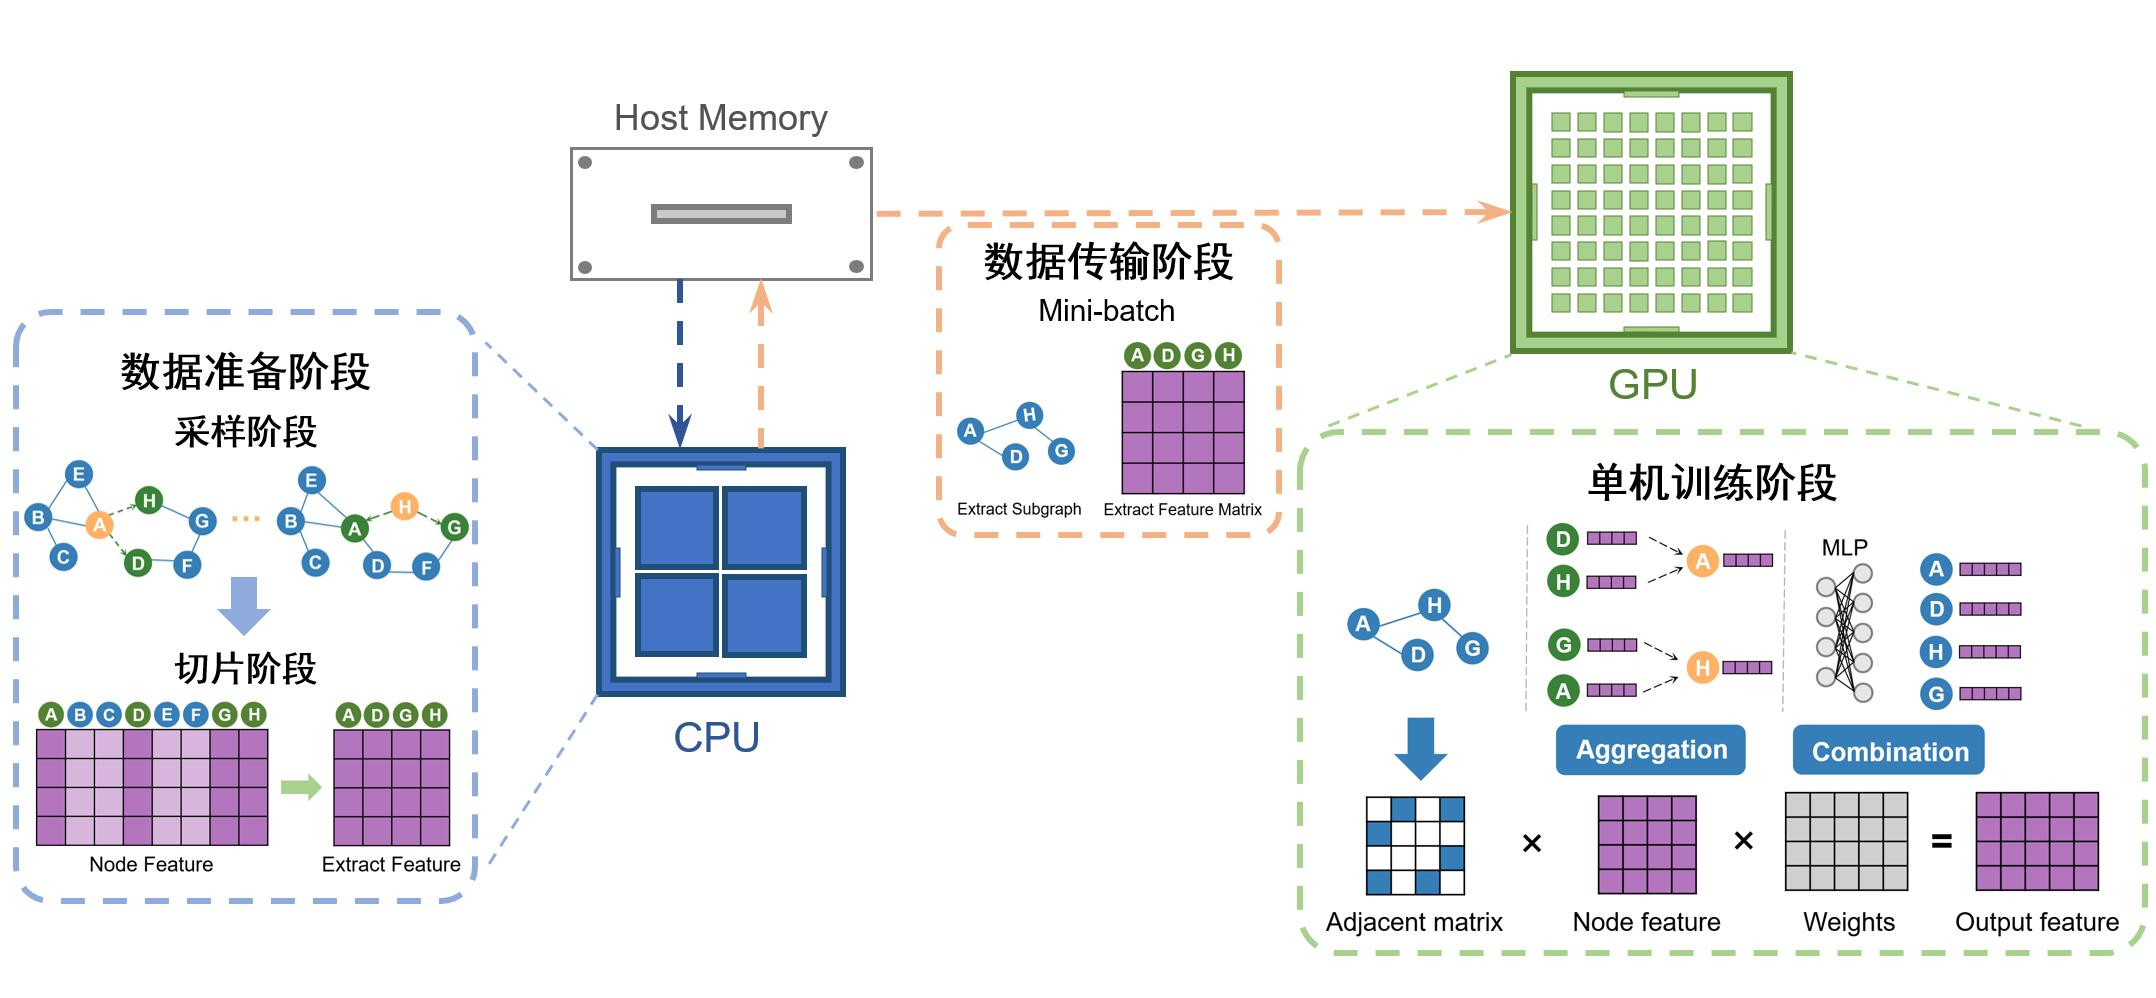 Host Memory
数据准备阶段
采样阶段
E
B
A
C
H
G
D
F
...
E
B
A
C
H
G
D
F
切片阶段
A B C D E F G H
A D G H
Node Feature
Extract Feature
CPU
数据传输阶段
Mini-batch
A D G H
A
H
D
G
Extract Subgraph
Extract Feature Matrix
GPU
单机训练阶段
A
H
D
G
D
H
A
G
A
H
MLP
A
D
H
G
Aggregation
Combination
× × =
Adjacent matrix
Node feature
Weights
Output feature